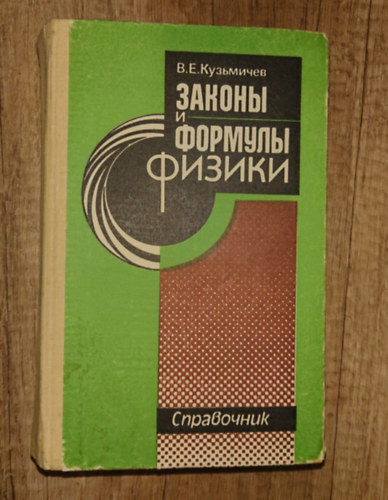 В.Е.Кузьмичев
ЗАКОНЫ
И
ФОРМУЛЫ
ФИЗИКИ
Справочник